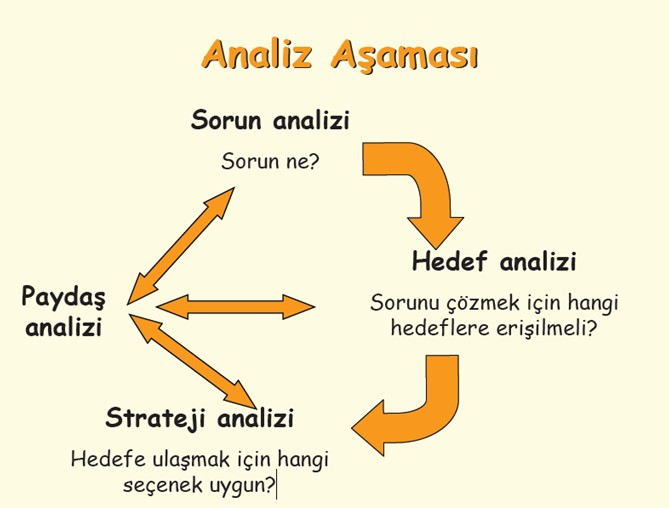 Analiz Aşaması
Sorun analizi
Sorun ne?
Hedef analizi
Sorunu çözmek için hangi
hedeflere erişilmeli?
Paydaş
analizi
Strateji analizi
Hedefe ulaşmak için hangi
seçenek uygun?